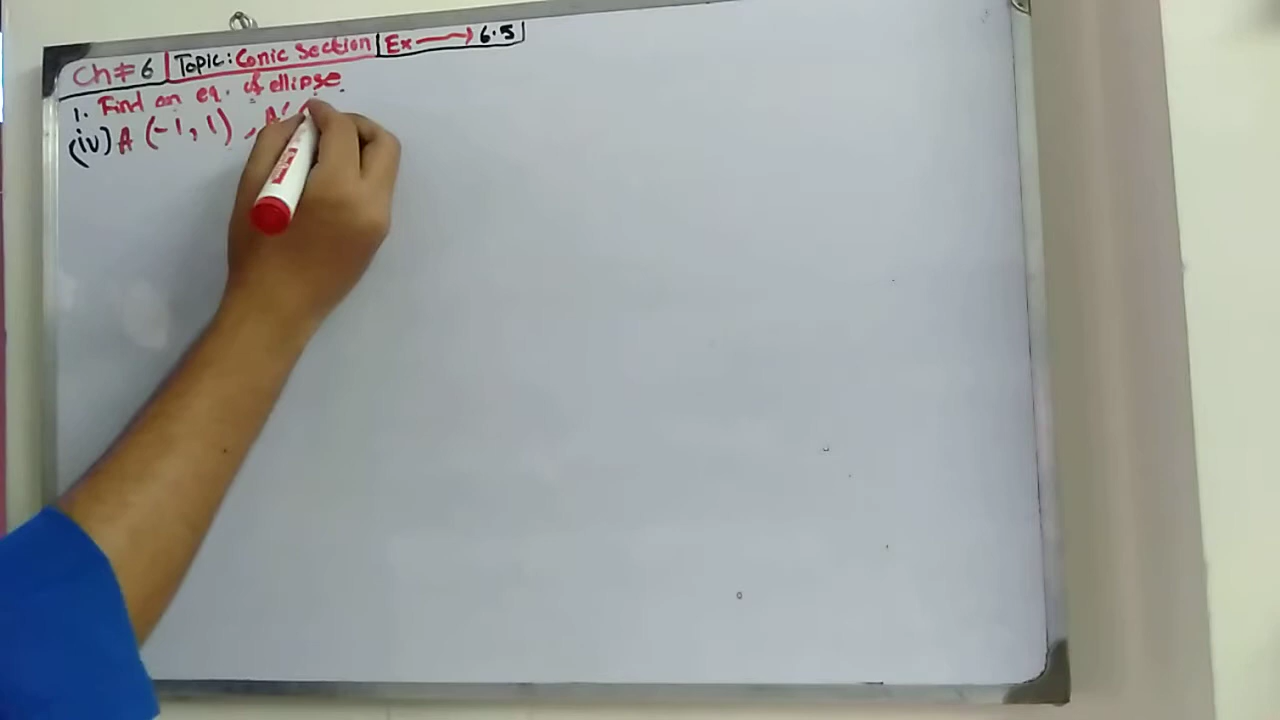 Ch # 6 | Topic: Conic Section | Ex → 6.5
1. Find an eq. of ellipse.
(iv) A (-1, 1) , A' (